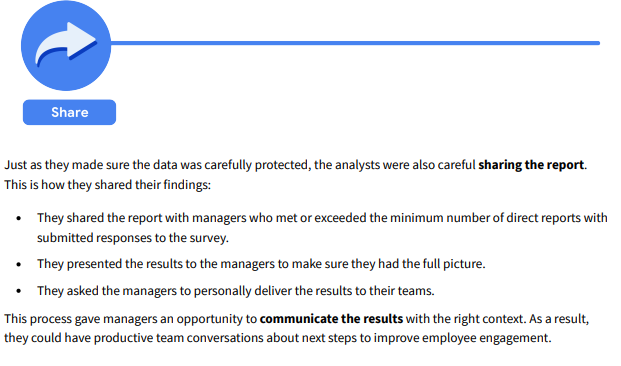 Share
Just as they made sure the data was carefully protected, the analysts were also careful sharing the report.
This is how they shared their findings:
• They shared the report with managers who met or exceeded the minimum number of direct reports with
submitted responses to the survey.
• They presented the results to the managers to make sure they had the full picture.
• They asked the managers to personally deliver the results to their teams.
This process gave managers an opportunity to communicate the results with the right context. As a result,
they could have productive team conversations about next steps to improve employee engagement.